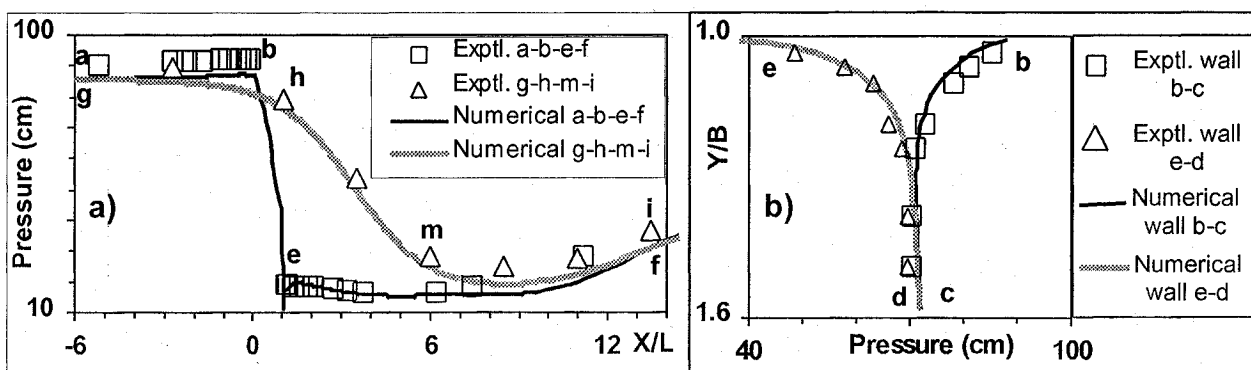 100
a
b
g
h
Exptl. a-b-e-f
Exptl. g-h-m-i
Numerical a-b-e-f
Numerical g-h-m-i
Pressure (cm)
a)
m
i
e
f
10
-6
0
6
12
X/L
1.0
e
b
Y/B
b)
d
c
1.6
40
Pressure (cm)
100
Exptl. wall
b-c
Exptl. wall
e-d
Numerical
wall b-c
Numerical
wall e-d